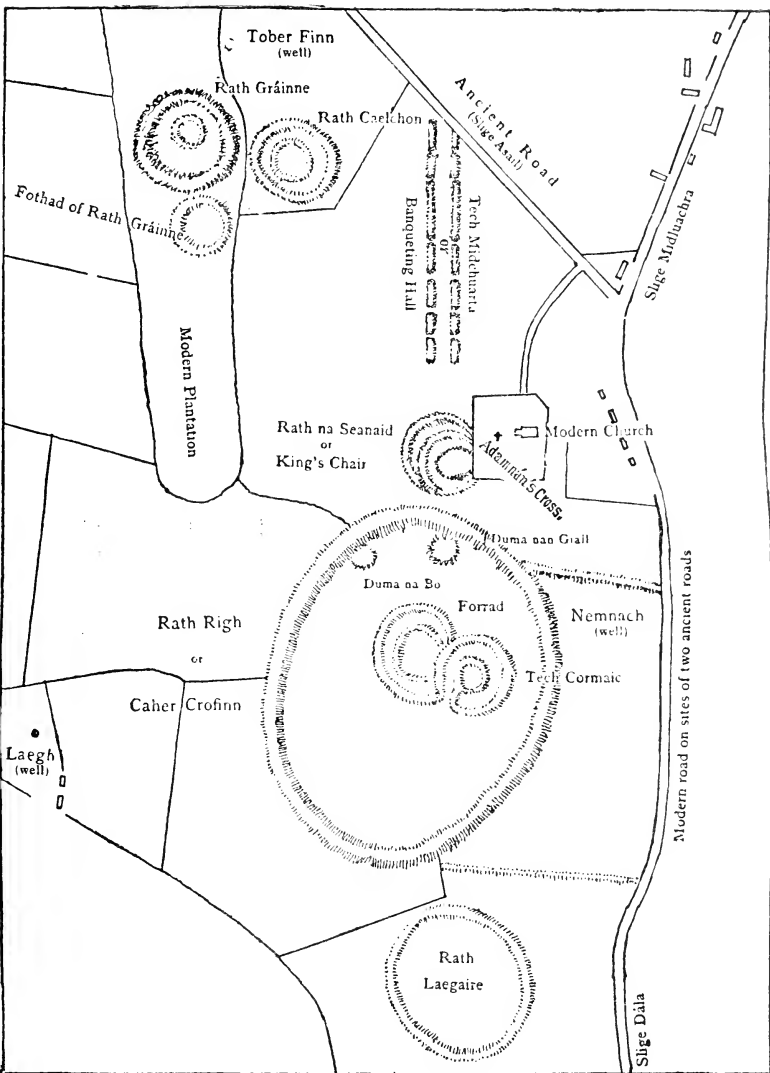 Tober Finn
(well)
Rath Gráinne
Rath Caelchon
Ancient Road
(Slige Asail)
Fothad of Rath Gráinne
Tech Midchuarta
or
Banqueting Hall
Slige Midluachra
Modern Plantation
Rath na Seanaid
or
King's Chair
Modern Church
Adamnán's Cross.
Duma nan Giall
Duma na Bo
Forrad
Nemnach
(well)
Rath Righ
or
Caher Crofinn
Tech Cormaic
Laegh
(well)
Modern road on sites of two ancient roads
Rath
Laegaire
Slige Dála